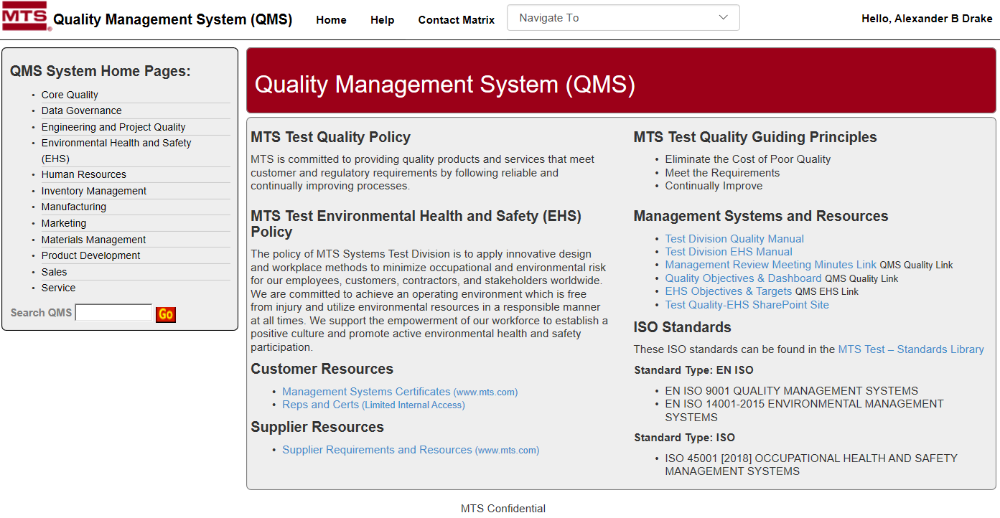 MTS Quality Management System (QMS) Home Help Contact Matrix Navigate To Hello, Alexander B Drake
QMS System Home Pages:
• Core Quality
• Data Governance
• Engineering and Project Quality
• Environmental Health and Safety
(EHS)
• Human Resources
• Inventory Management
• Manufacturing
• Marketing
• Materials Management
• Product Development
• Sales
• Service
Search QMS Go
Quality Management System (QMS)
MTS Test Quality Policy
MTS is committed to providing quality products and services that meet
customer and regulatory requirements by following reliable and
continually improving processes.
MTS Test Environmental Health and Safety (EHS)
Policy
The policy of MTS Systems Test Division is to apply innovative design
and workplace methods to minimize occupational and environmental risk
for our employees, customers, contractors, and stakeholders worldwide.
We are committed to achieve an operating environment which is free
from injury and utilize environmental resources in a responsible manner
at all times. We support the empowerment of our workforce to establish a
positive culture and promote active environmental health and safety
participation.
Customer Resources
• Management Systems Certificates (www.mts.com)
• Reps and Certs (Limited Internal Access)
Supplier Resources
• Supplier Requirements and Resources (www.mts.com)
MTS Test Quality Guiding Principles
• Eliminate the Cost of Poor Quality
• Meet the Requirements
• Continually Improve
Management Systems and Resources
• Test Division Quality Manual
• Test Division EHS Manual
• Management Review Meeting Minutes Link QMS Quality Link
• Quality Objectives & Dashboard QMS Quality Link
• EHS Objectives & Targets QMS EHS Link
• Test Quality-EHS SharePoint Site
ISO Standards
These ISO standards can be found in the MTS Test – Standards Library
Standard Type: EN ISO
• EN ISO 9001 QUALITY MANAGEMENT SYSTEMS
• EN ISO 14001-2015 ENVIRONMENTAL MANAGEMENT
SYSTEMS
Standard Type: ISO
• ISO 45001 [2018] OCCUPATIONAL HEALTH AND SAFETY
MANAGEMENT SYSTEMS
MTS Confidential